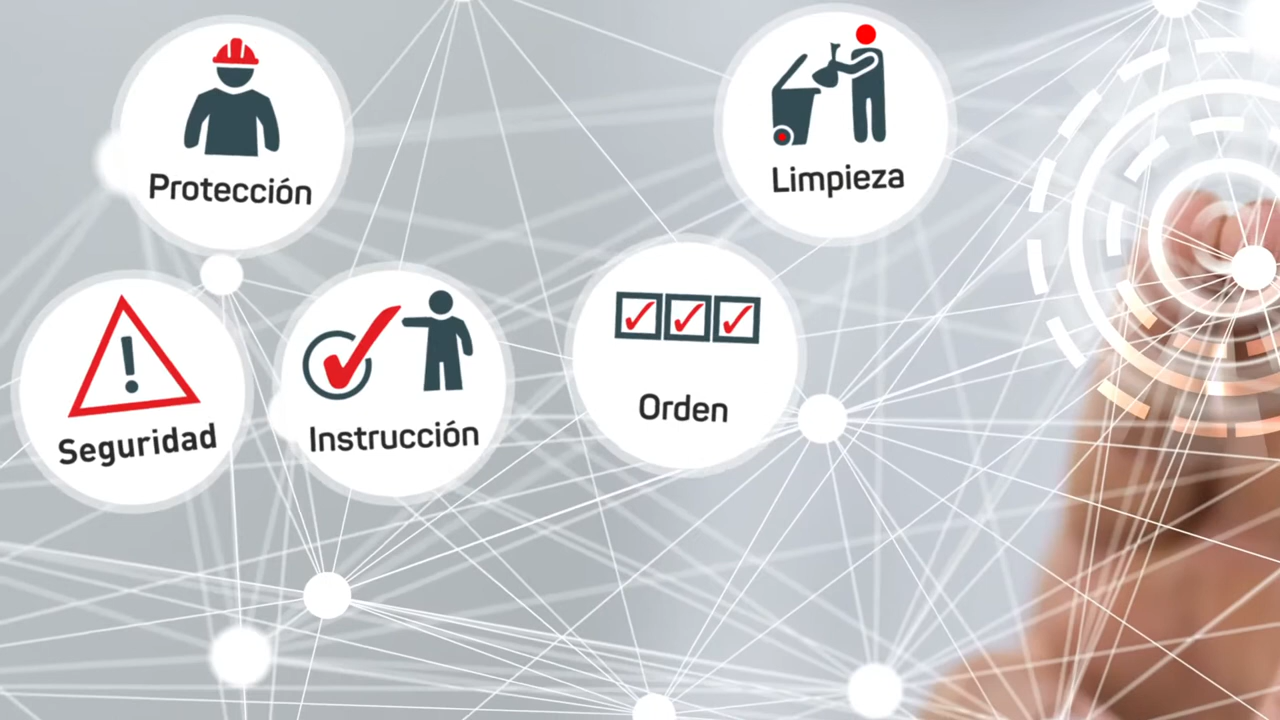 Protección
Limpieza
Seguridad
Instrucción
Orden